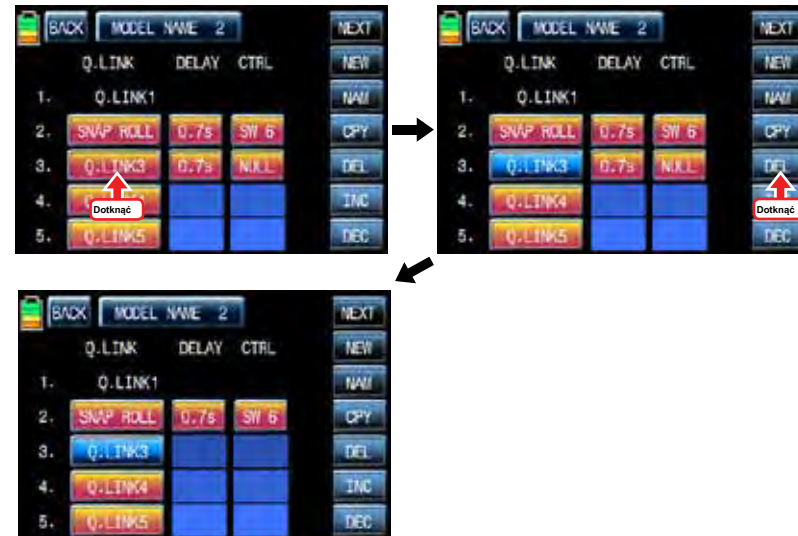 BACK MODEL NAME 2 NEXT
Q.LINK DELAY CTRL NEW
1. Q.LINK1 NAM
2. SNAP ROLL 0.7s SW 6 CPY
3. Q.LINK3 0.7s NULL DEL
4. INC
Dotknąć
5. Q.LINK5 DEC
BACK MODEL NAME 2 NEXT
Q.LINK DELAY CTRL NEW
1. Q.LINK1 NAM
2. SNAP ROLL 0.7s SW 6 CPY
3. Q.LINK3 0.7s NULL DEL
4. Q.LINK4
Dotknąć
5. Q.LINK5 DEC
BACK MODEL NAME 2 NEXT
Q.LINK DELAY CTRL NEW
1. Q.LINK1 NAM
2. SNAP ROLL 0.7s SW 6 CPY
3. Q.LINK3 DEL
4. Q.LINK4 INC
5. Q.LINK5 DEC